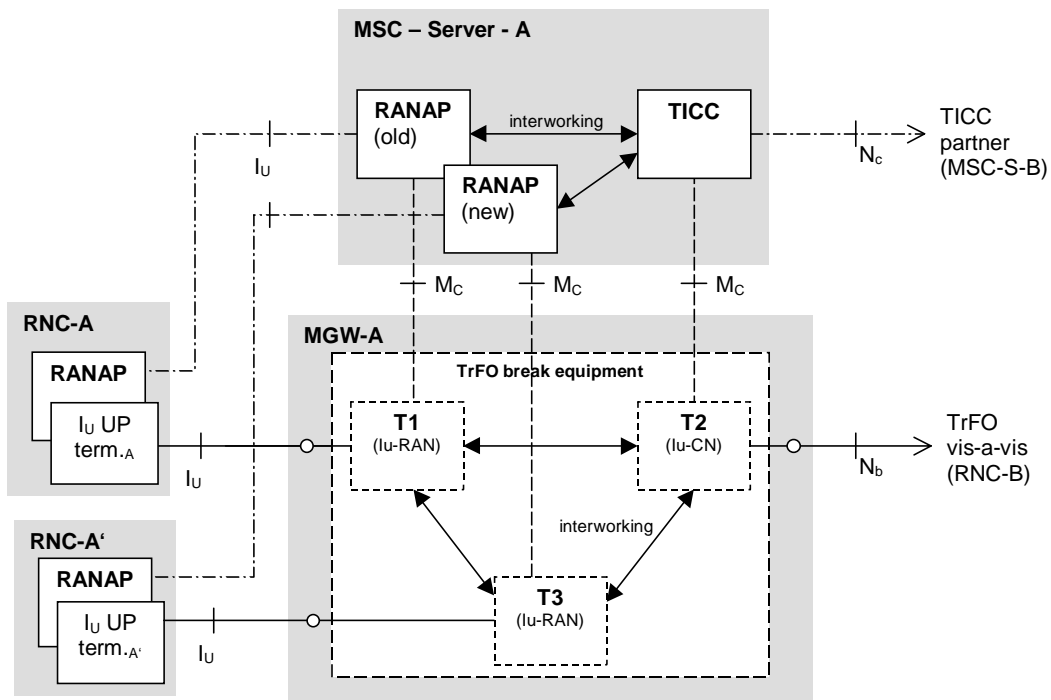 MSC – Server - A
RANAP
(old)
interworking
TICC
TICC
partner
(MSC-S-B)
IU
Nc
RANAP
(new)
MC
MC
MC
RNC-A
MGW-A
RANAP
TrFO break equipment
IU UP
term.A
T1
(Iu-RAN)
T2
(Iu-CN)
TrFO
vis-a-vis
(RNC-B)
IU
Nb
interworking
RNC-A‘
RANAP
IU UP
term.A‘
T3
(Iu-RAN)
IU